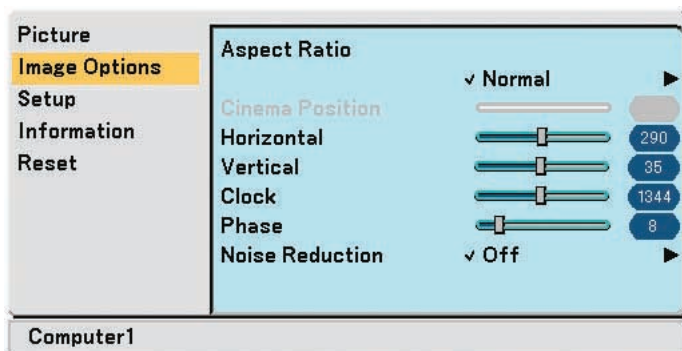 Picture
Image Options
Setup
Information
Reset
Aspect Ratio
✓ Normal ▶
Cinema Position
Horizontal 290
Vertical 35
Clock 1344
Phase 8
Noise Reduction ✓ Off ▶
Computer1